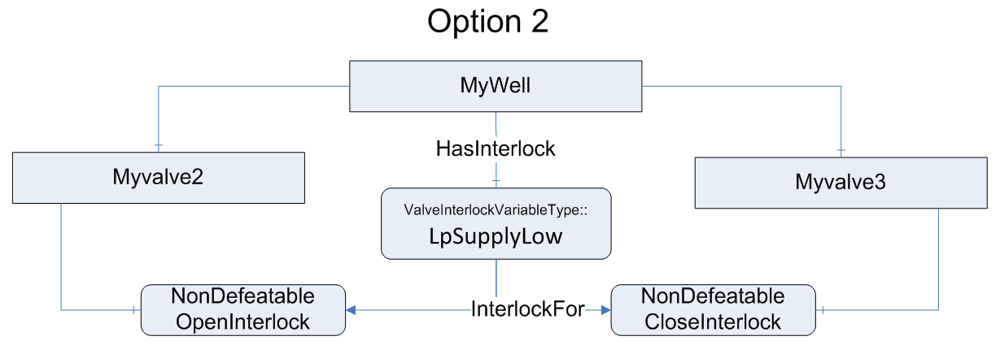 Option 2
MyWell
HasInterlock
Myvalve2
Myvalve3
ValveInterlockVariableType::
LpSupplyLow
NonDefeatable
OpenInterlock
InterlockFor
NonDefeatable
CloseInterlock